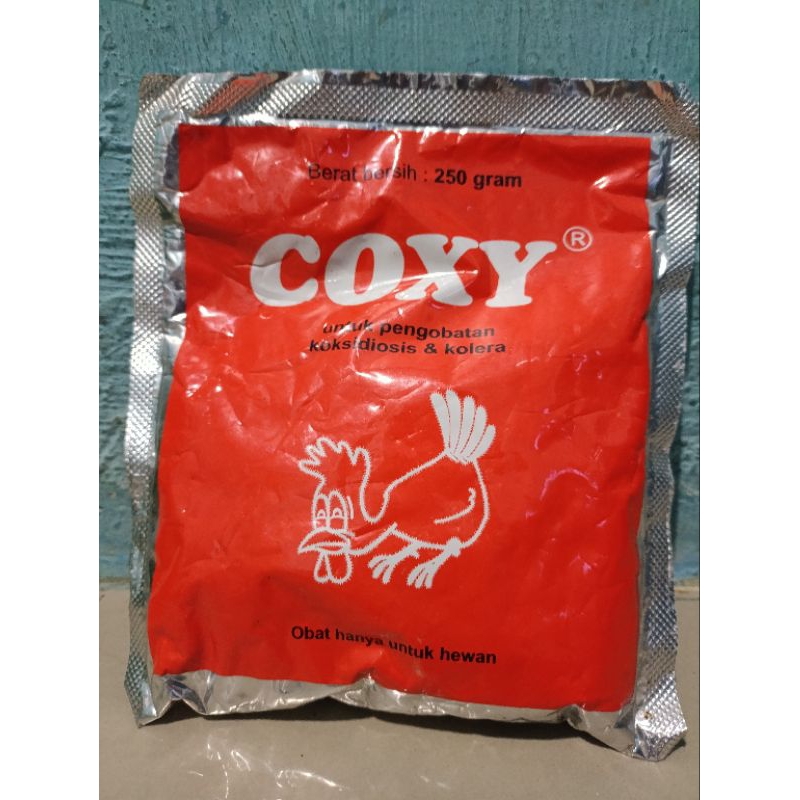 Berat bersih : 250 gram
COXY®
untuk pengobatan
koksidiosis & kolera
Obat hanya untuk hewan